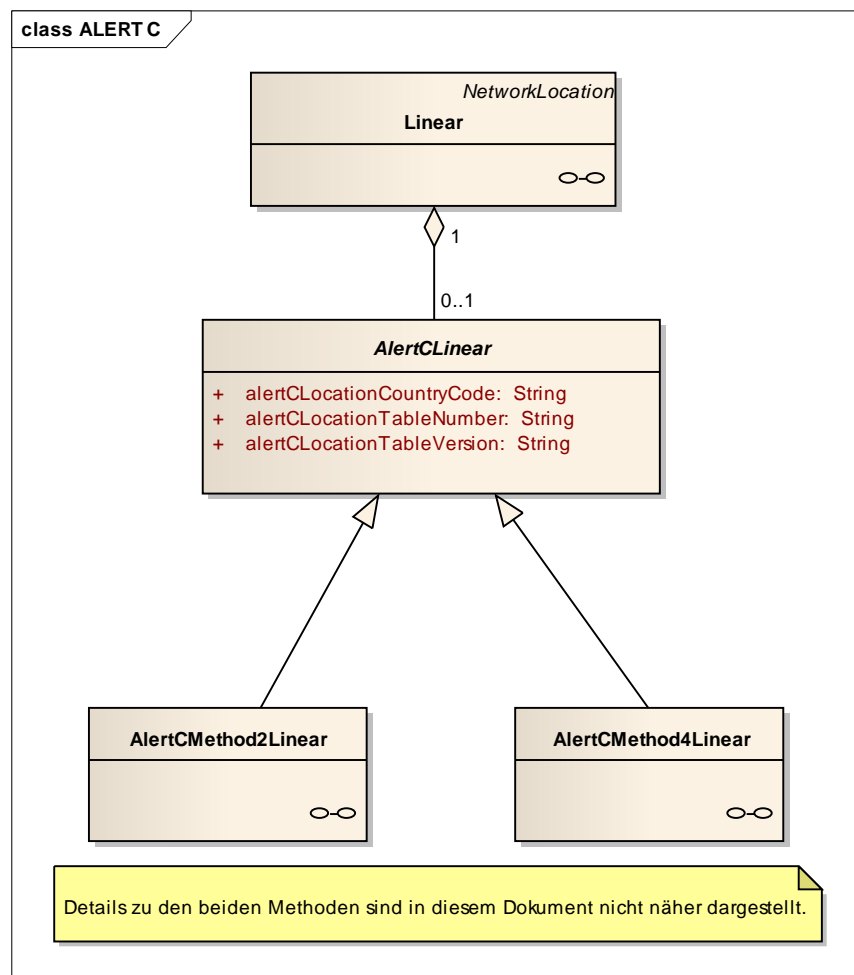 class ALERT C
NetworkLocation
Linear
1
0..1
AlertCLinear
+ alertCLocationCountryCode: String
+ alertCLocationTableNumber: String
+ alertCLocationTableVersion: String
AlertCMethod2Linear
AlertCMethod4Linear
Details zu den beiden Methoden sind in diesem Dokument nicht näher dargestellt.